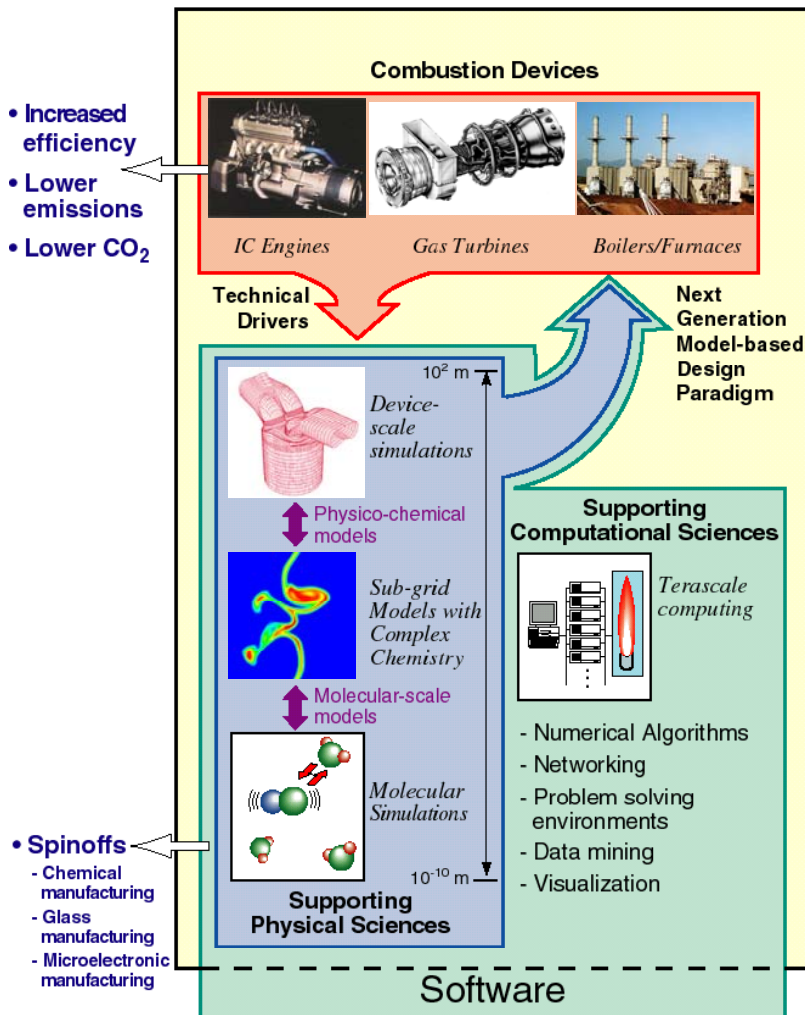 Combustion Devices
• Increased
efficiency
• Lower
emissions
• Lower CO₂
IC Engines
Gas Turbines
Boilers/Furnaces
Technical
Drivers
Next
Generation
Model-based
Design
Paradigm
10² m
Device-
scale
simulations
Physico-chemical
models
Sub-grid
Models with
Complex
Chemistry
Molecular-scale
models
Molecular
Simulations
10⁻¹⁰ m
Supporting
Physical Sciences
Supporting
Computational Sciences
Terascale
computing
- Numerical Algorithms
- Networking
- Problem solving
environments
- Data mining
- Visualization
• Spinoffs
- Chemical
manufacturing
- Glass
manufacturing
- Microelectronic
manufacturing
Software